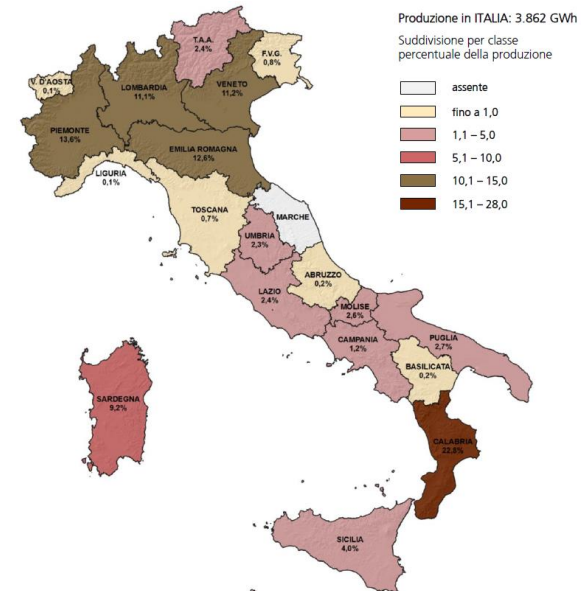 Produzione in ITALIA: 3.862 GWh
Suddivisione per classe
percentuale della produzione
assente
fino a 1,0
1,1 – 5,0
5,1 – 10,0
10,1 – 15,0
15,1 – 28,0
T.A.A.
2,4%
F.V.G.
0,8%
V. D'AOSTA
0,1%
LOMBARDIA
11,1%
VENETO
11,2%
PIEMONTE
13,6%
EMILIA ROMAGNA
12,6%
LIGURIA
0,1%
TOSCANA
0,7%
MARCHE
UMBRIA
2,3%
ABRUZZO
0,2%
LAZIO
2,4%
MOLISE
2,6%
CAMPANIA
1,2%
PUGLIA
2,7%
BASILICATA
0,2%
SARDEGNA
9,2%
CALABRIA
22,8%
SICILIA
4,0%